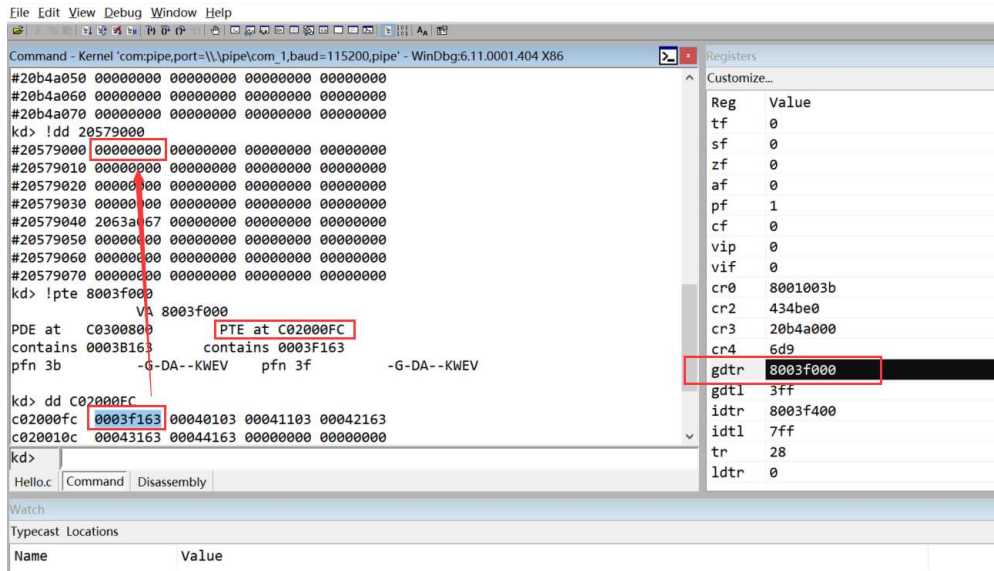 File Edit View Debug Window Help
Command - Kernel 'com:pipe,port=\\.\pipe\com_1,baud=115200,pipe' - WinDbg:6.11.0001.404 X86
#20b4a050 00000000 00000000 00000000 00000000
#20b4a060 00000000 00000000 00000000 00000000
#20b4a070 00000000 00000000 00000000 00000000
kd> !dd 20579000
#20579000 00000000 00000000 00000000 00000000
#20579010 00000000 00000000 00000000 00000000
#20579020 00000000 00000000 00000000 00000000
#20579030 00000000 00000000 00000000 00000000
#20579040 2063a067 00000000 00000000 00000000
#20579050 00000000 00000000 00000000 00000000
#20579060 00000000 00000000 00000000 00000000
#20579070 00000000 00000000 00000000 00000000
kd> !pte 8003f000
VA 8003f000
PDE at C0300800 PTE at C02000FC
contains 0003B163 contains 0003F163
pfn 3b -G-DA--KWEV pfn 3f -G-DA--KWEV
kd> dd C02000FC
c02000fc 0003f163 00040103 00041103 00042163
c020010c 00043163 00044163 00000000 00000000
kd>
Hello.c Command Disassembly
Registers
Customize...
Reg Value
tf 0
sf 0
zf 0
af 0
pf 1
cf 0
vip 0
vif 0
cr0 8001003b
cr2 434be0
cr3 20b4a000
cr4 6d9
gdtr 8003f000
gdtl 3ff
idtr 8003f400
idtl 7ff
tr 28
ldtr 0
Watch
Typecast Locations
Name Value